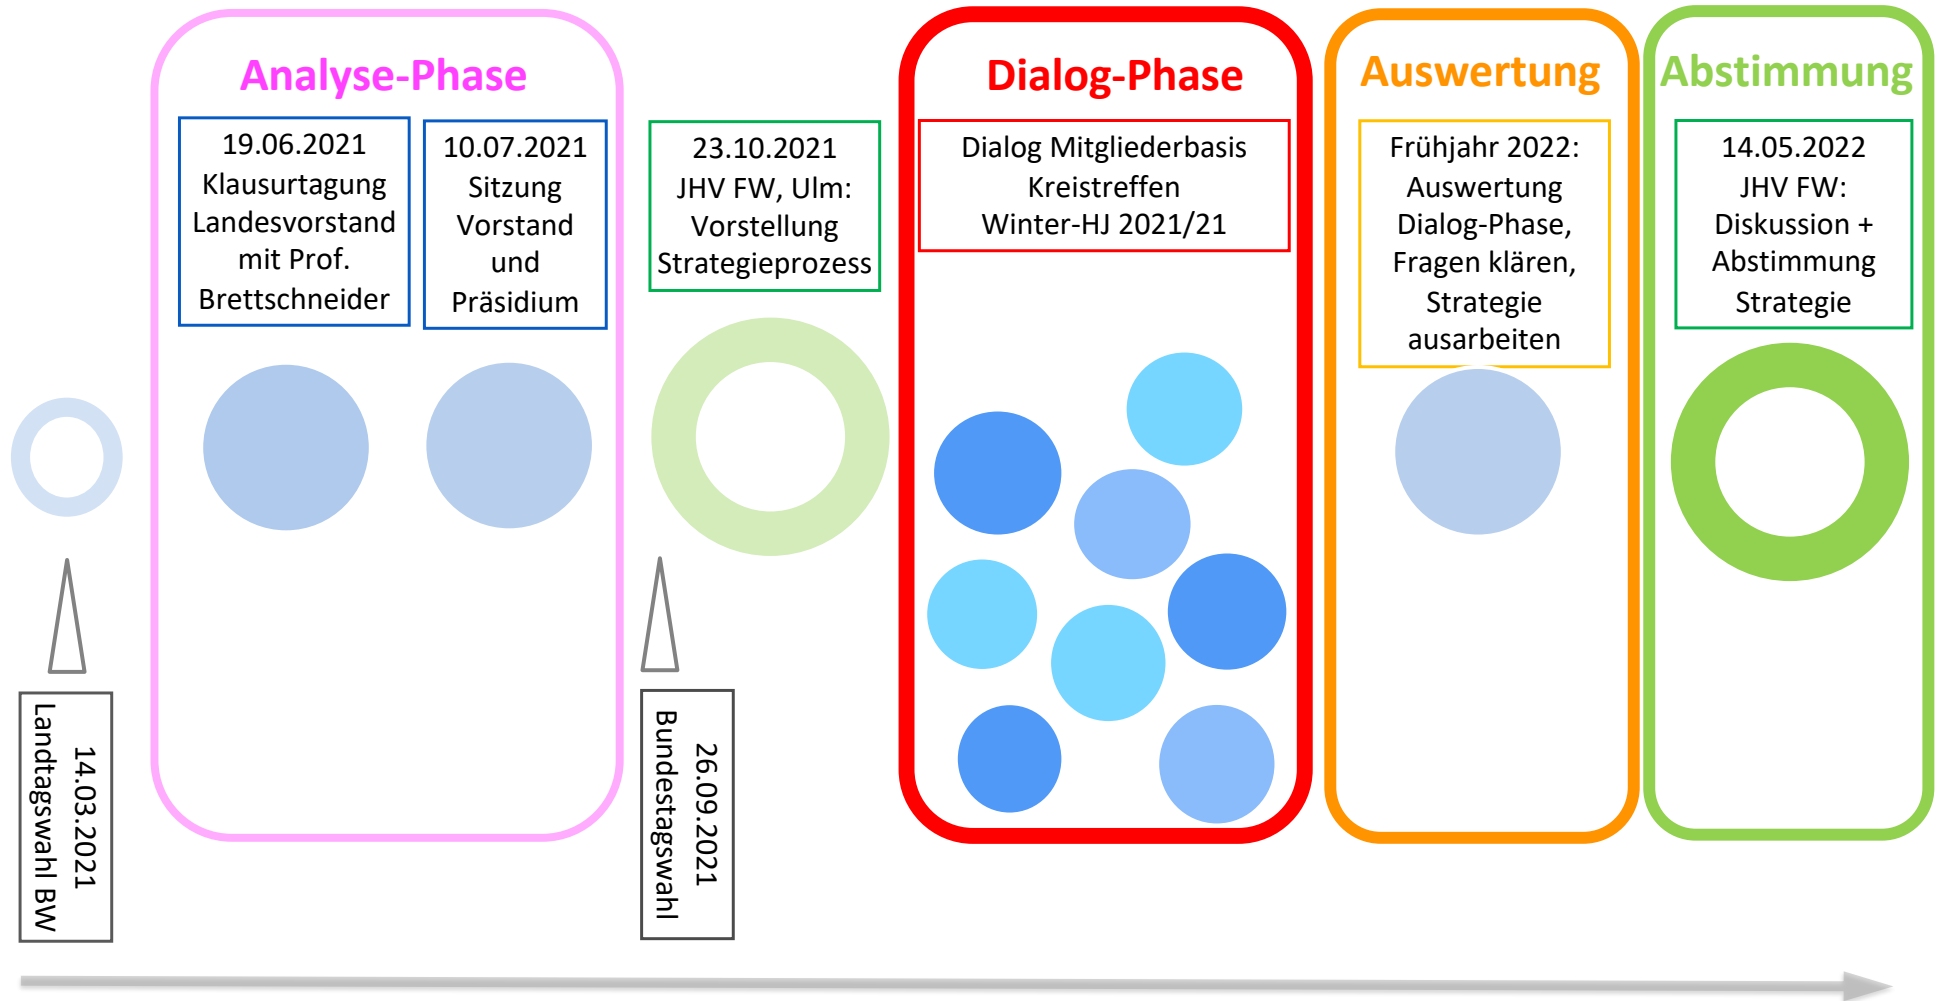 Analyse-Phase
19.06.2021
Klausurtagung
Landesvorstand
mit Prof.
Brettschneider
10.07.2021
Sitzung
Vorstand
und
Präsidium
23.10.2021
JHV FW, Ulm:
Vorstellung
Strategieprozess
Dialog-Phase
Dialog Mitgliederbasis
Kreistreffen
Winter-HJ 2021/21
Auswertung
Frühjahr 2022:
Auswertung
Dialog-Phase,
Fragen klären,
Strategie
ausarbeiten
Abstimmung
14.05.2022
JHV FW:
Diskussion +
Abstimmung
Strategie
14.03.2021
Landtagswahl BW
26.09.2021
Bundestagswahl